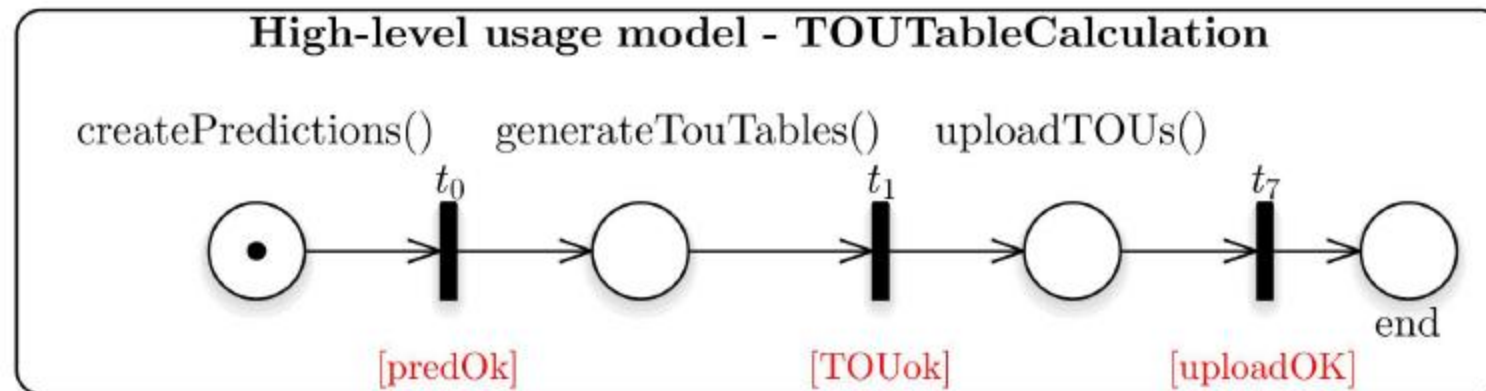 High-level usage model - TOUTableCalculation
createPredictions() generateTouTables() uploadTOUs()
t0 t1 t7
end
[predOk] [TOUok] [uploadOK]